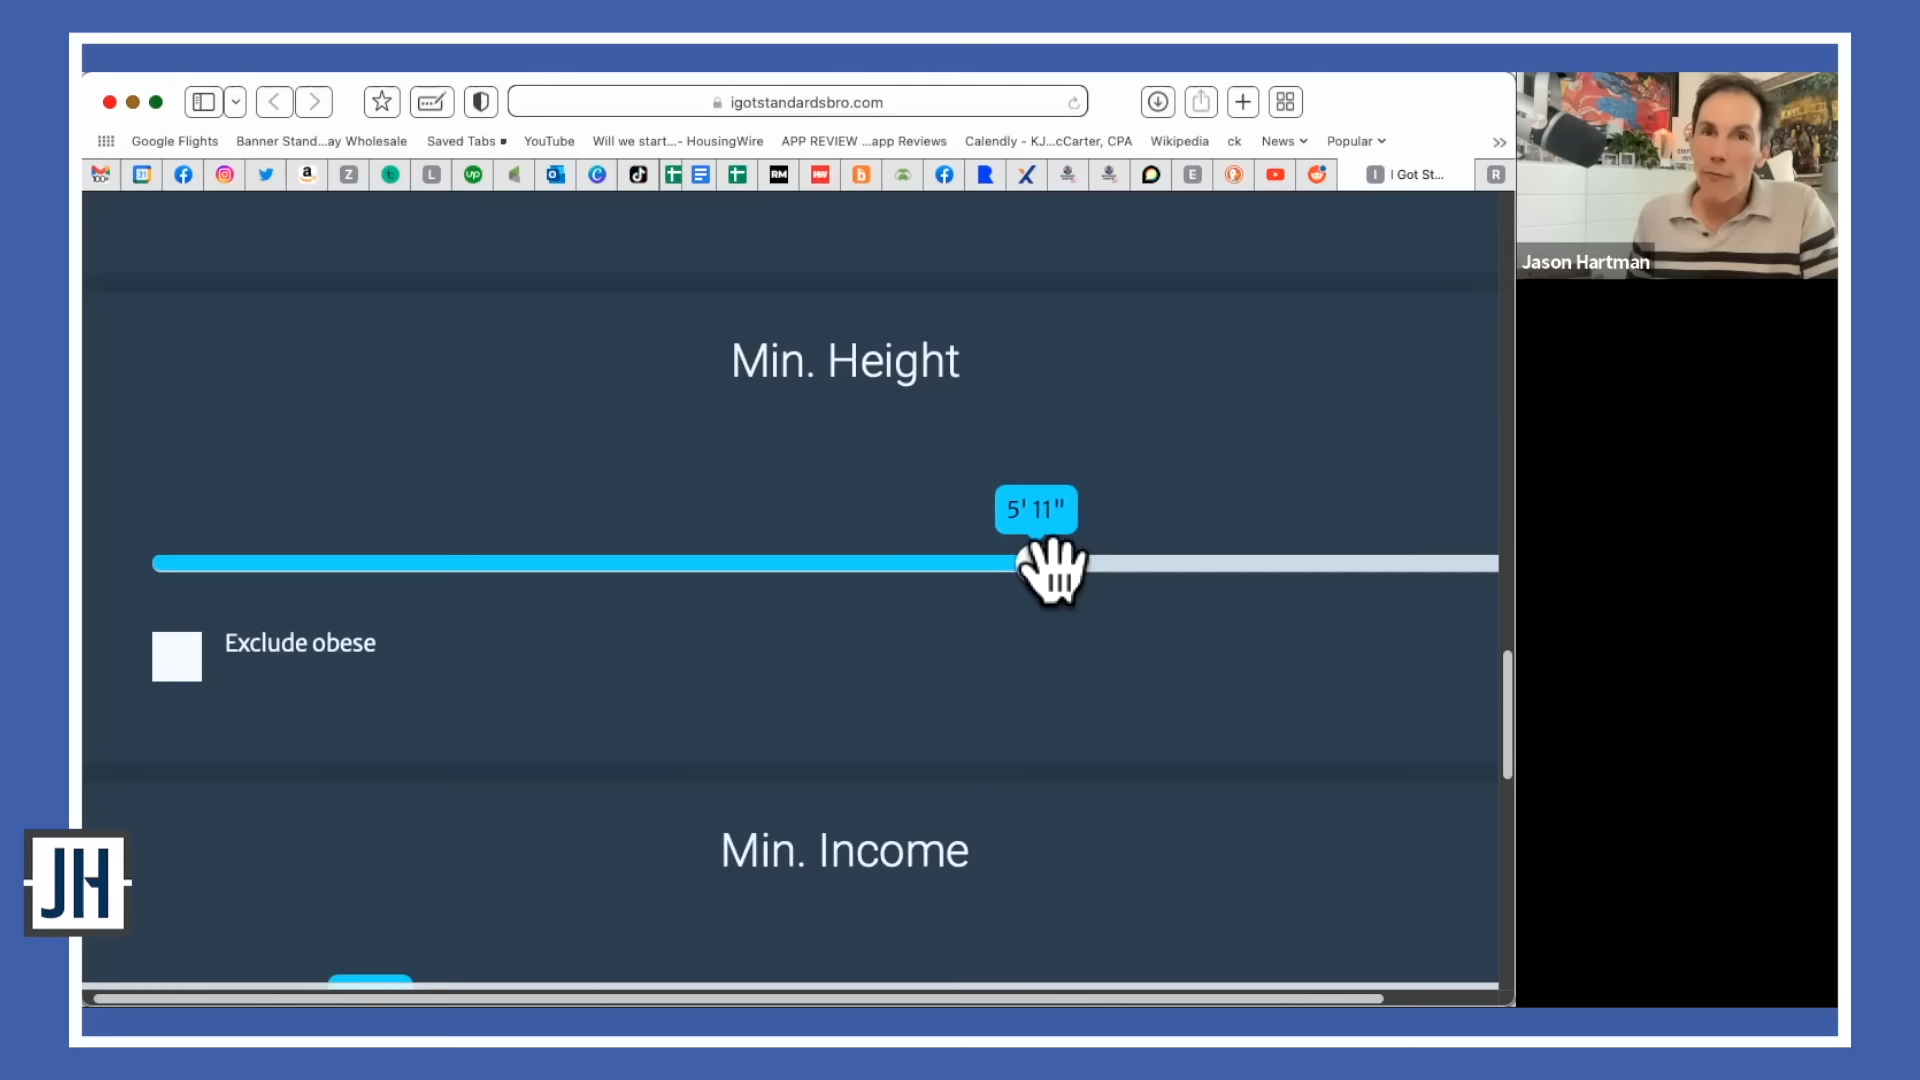 igotstandardsbro.com
Google Flights Banner Stand...ay Wholesale Saved Tabs YouTube Will we start...- HousingWire APP REVIEW ...app Reviews Calendly - KJ...cCarter, CPA Wikipedia ck News Popular
I I Got St... R
Jason Hartman
Min. Height
5' 11"
Exclude obese
Min. Income
JH